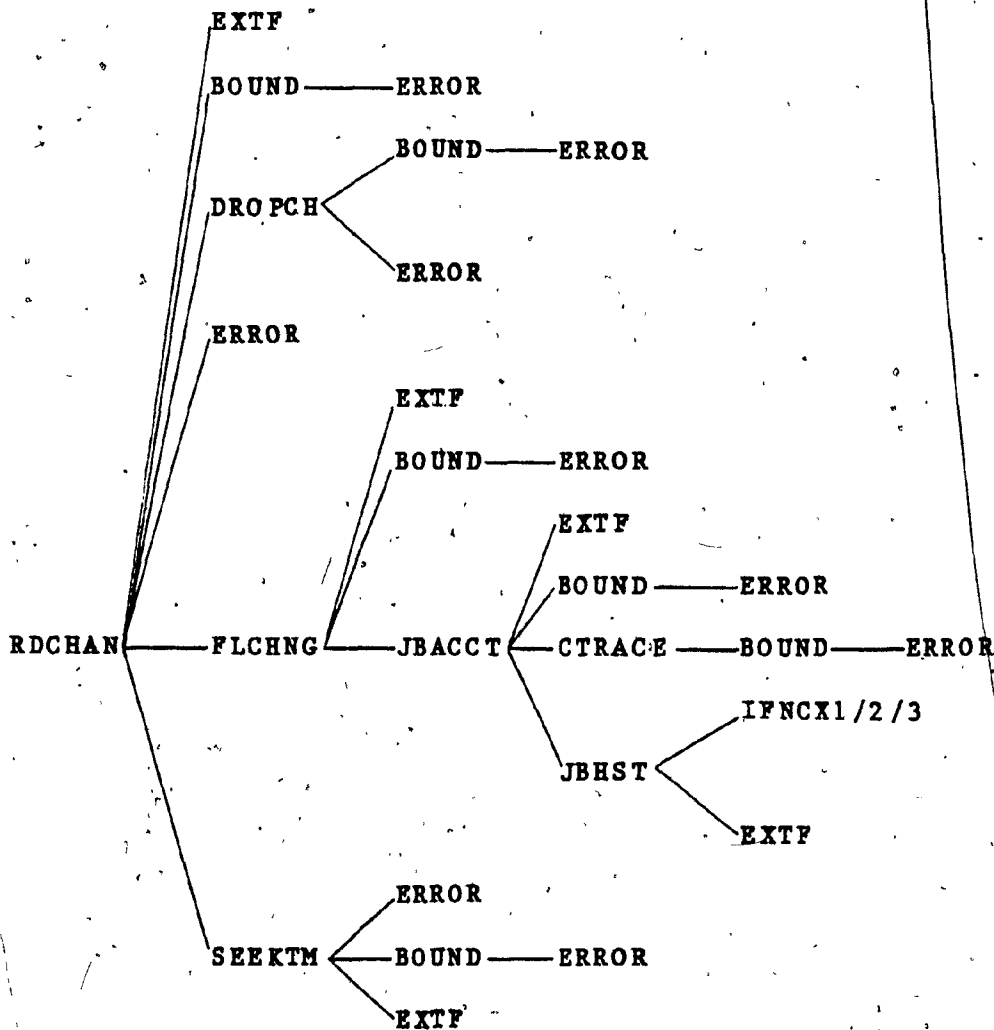 EXTF
BOUND ERROR
BOUND ERROR
DROPCH
ERROR
ERROR
EXTF
BOUND ERROR
EXTF
BOUND ERROR
RDCHAN FLCHNG JBACCT CTRACE BOUND ERROR
IFNCX1/2/3
JBHST
EXTF
ERROR
SEEKTM BOUND ERROR
EXTF